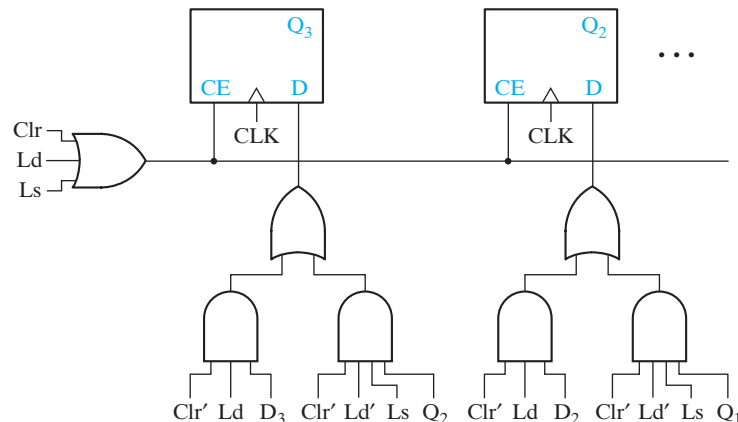 Q₃ Q₂ • • •
CE D CE D
Clr CLK CLK
Ld
Ls
Clr′ Ld D₃ Clr′ Ld′ Ls Q₂ Clr′ Ld D₂ Clr′ Ld′ Ls Q₁